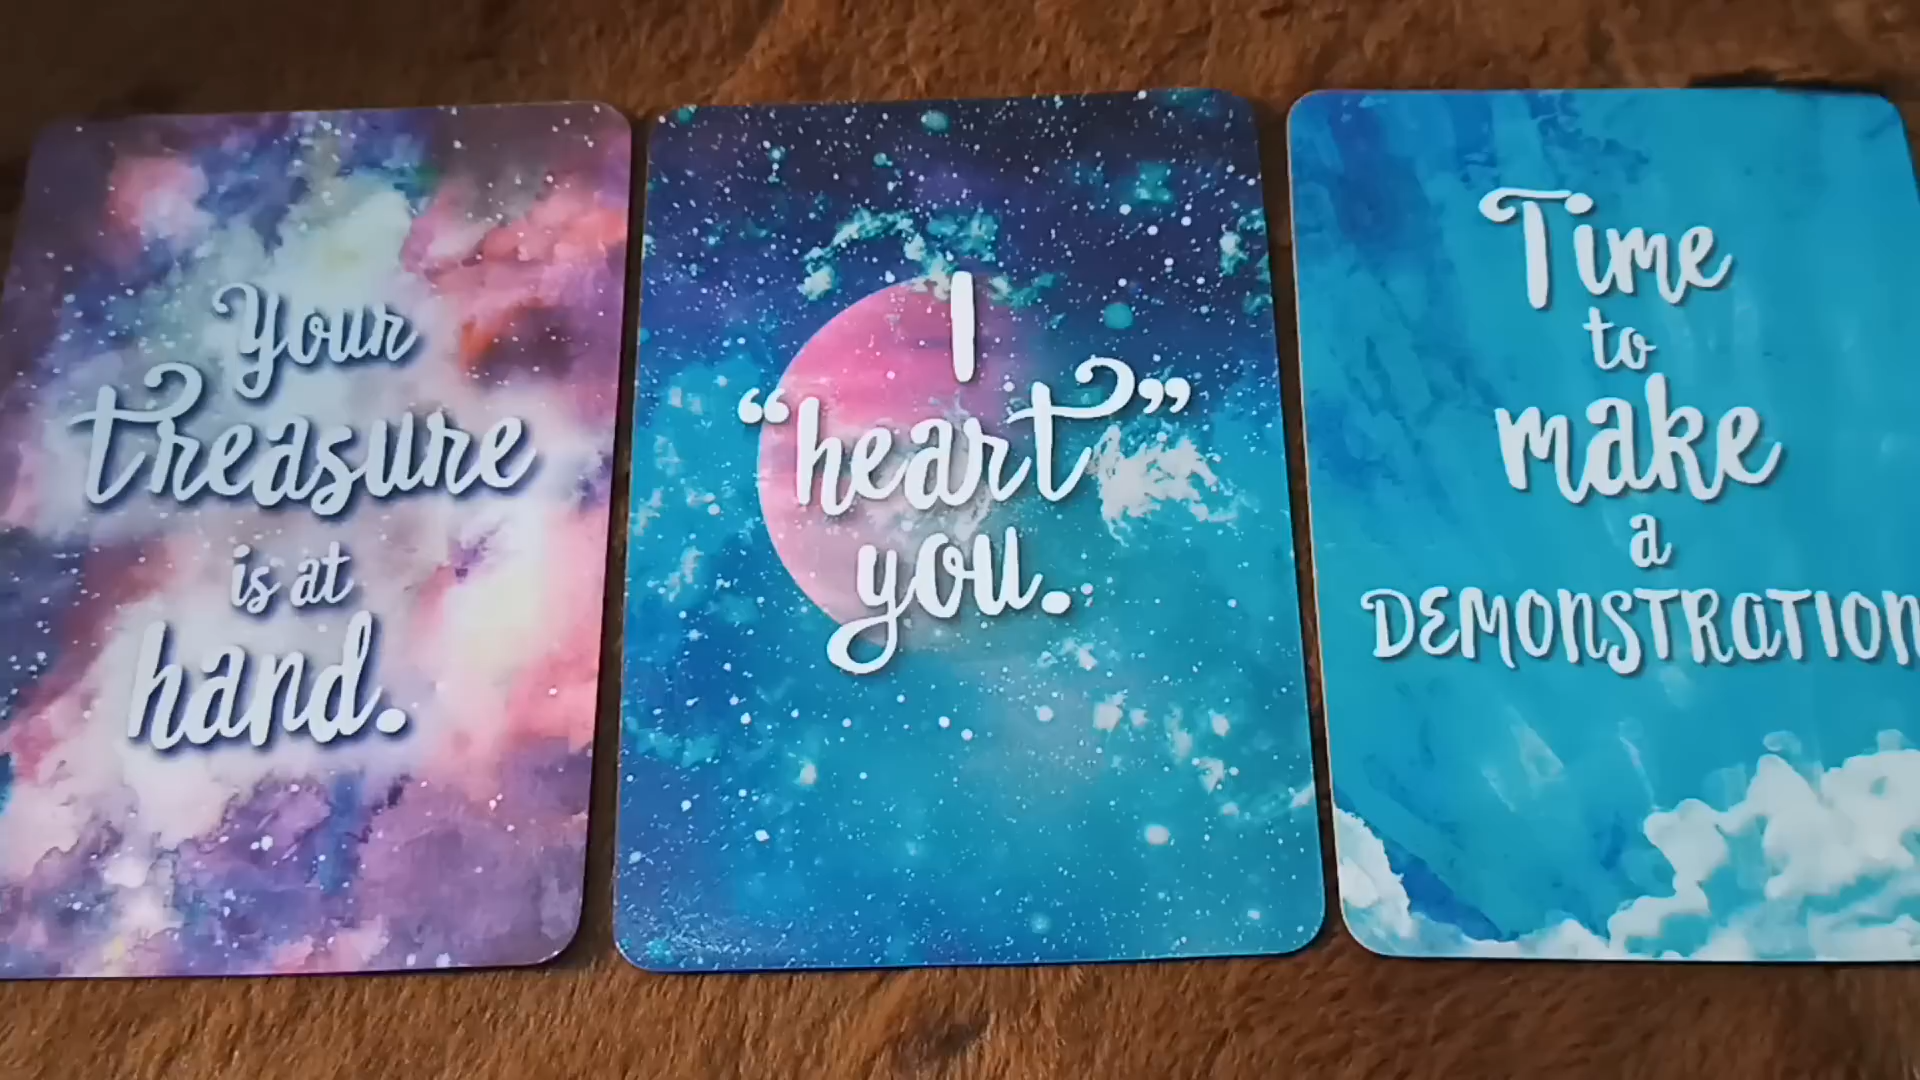 Your
treasure
is at
hand.
I
"heart"
you.
Time
to
make
a
DEMONSTRATION